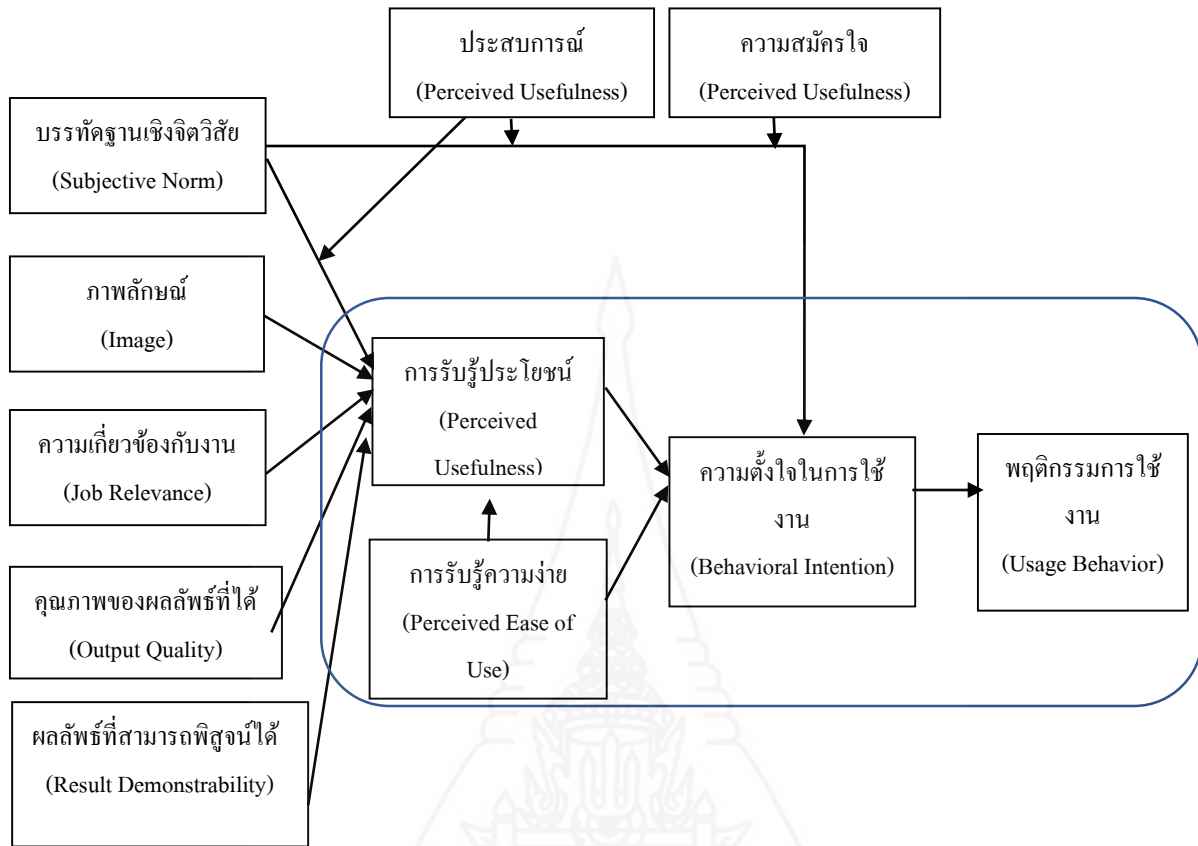 ประสบการณ์
(Perceived Usefulness)
ความสมัครใจ
(Perceived Usefulness)
บรรทัดฐานเชิงจิตวิสัย
(Subjective Norm)
ภาพลักษณ์
(Image)
ความเกี่ยวข้องกับงาน
(Job Relevance)
คุณภาพของผลลัพธ์ที่ได้
(Output Quality)
ผลลัพธ์ที่สามารถพิสูจน์ได้
(Result Demonstrability)
การรับรู้ประโยชน์
(Perceived
Usefulness)
การรับรู้ความง่าย
(Perceived Ease of
Use)
ความตั้งใจในการใช้
งาน
(Behavioral Intention)
พฤติกรรมการใช้
งาน
(Usage Behavior)